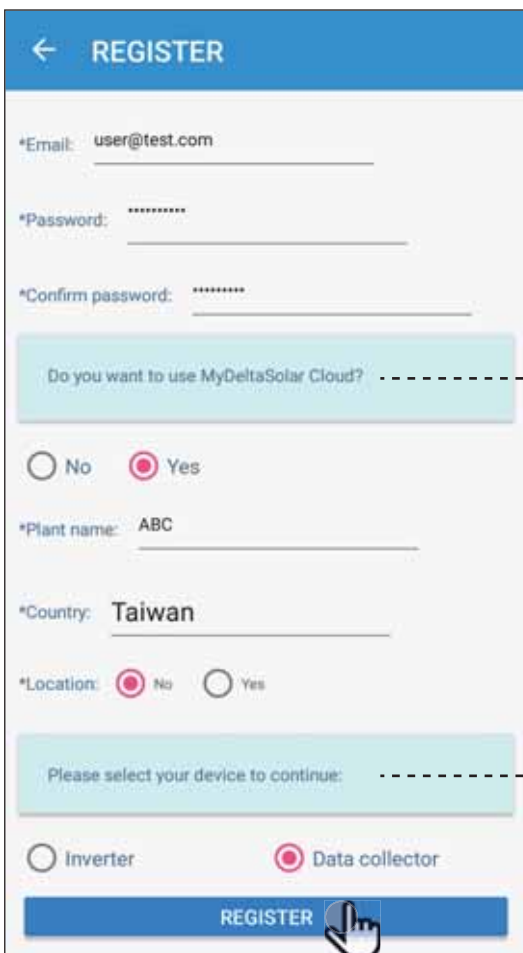 ← REGISTER
*Email: user@test.com
*Password: ••••••••••
*Confirm password: •••••••••
Do you want to use MyDeltaSolar Cloud?
No Yes
*Plant name: ABC
*Country: Taiwan
*Location: No Yes
Please select your device to continue:
Inverter Data collector
REGISTER